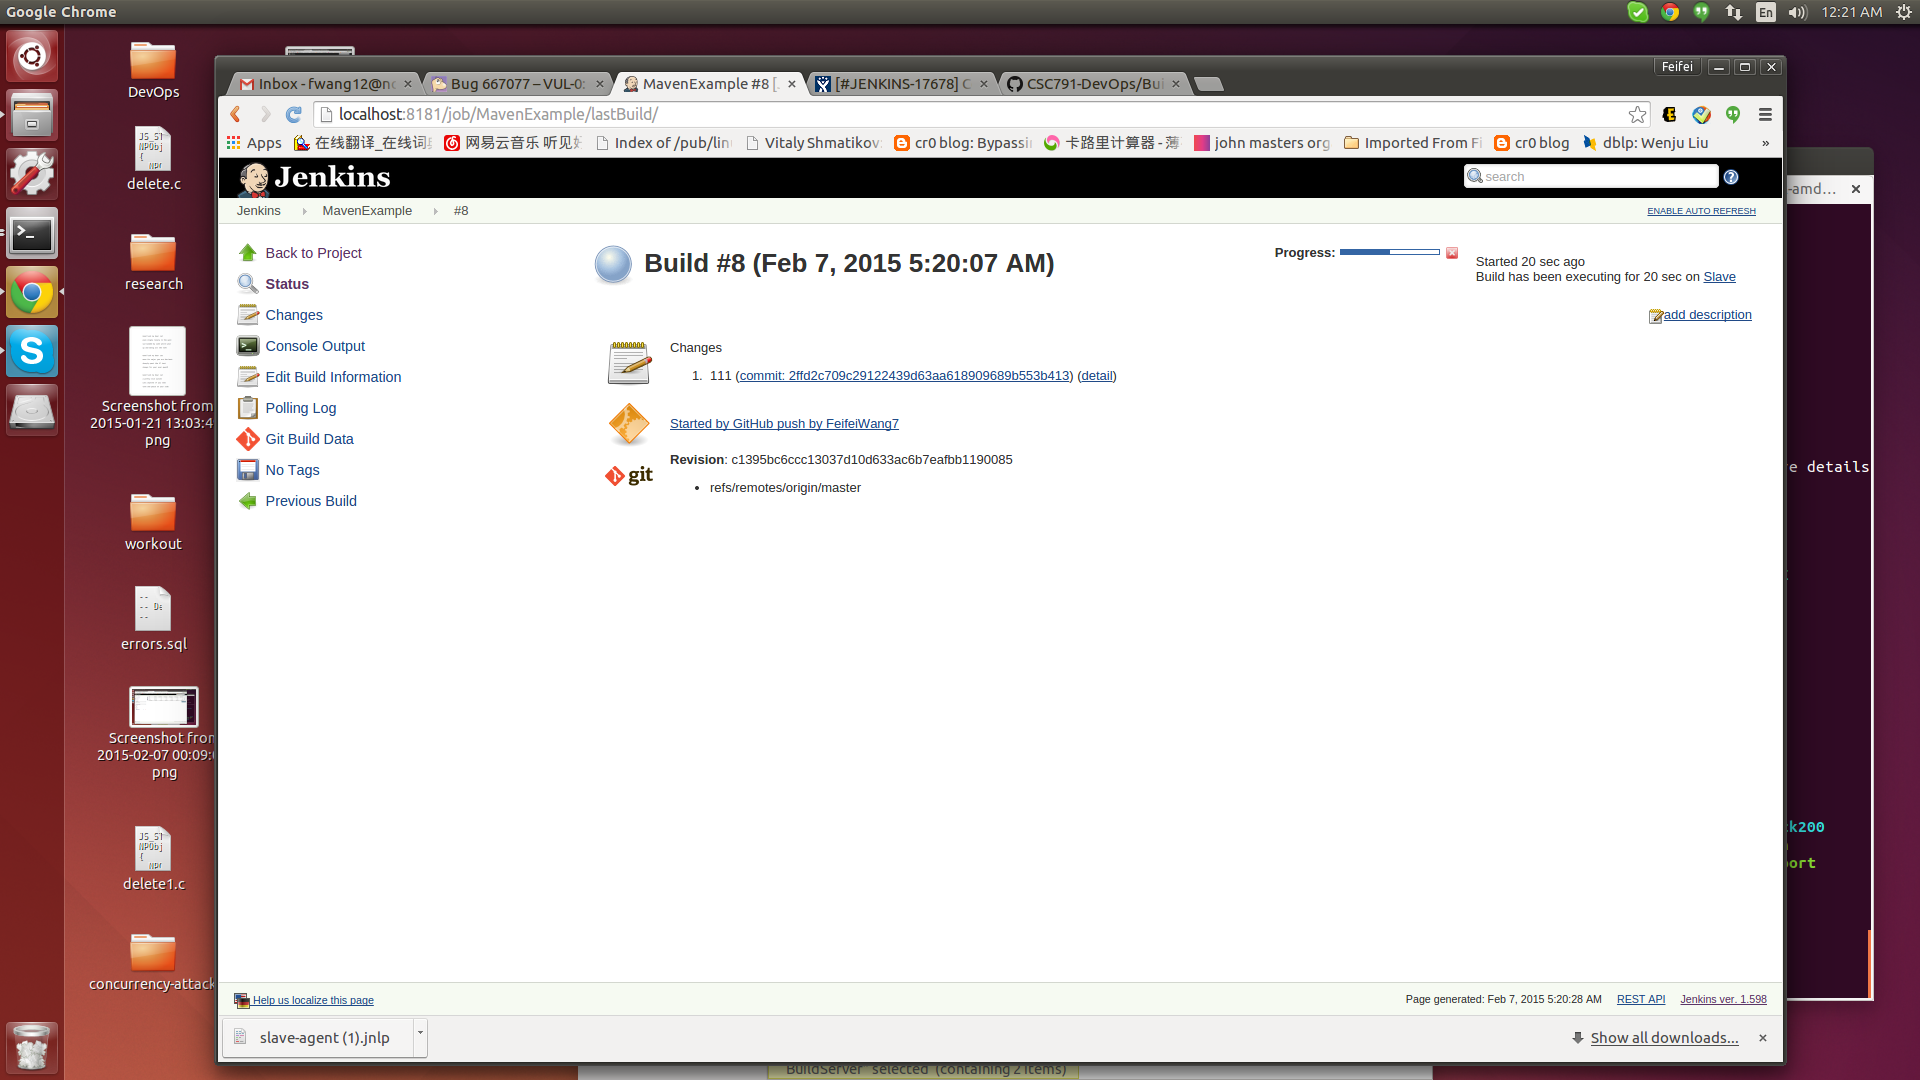 Google Chrome
En
12:21 AM
DevOps
delete.c
research
Screenshot from
2015-01-21 13:03:4
png
workout
errors.sql
Screenshot from
2015-02-07 00:09:
png
delete1.c
concurrency-attack
Feifei
Inbox - fwang12@nc
Bug 667077 – VUL-0:
MavenExample #8 [
[#JENKINS-17678] C
CSC791-DevOps/Bui
localhost:8181/job/MavenExample/lastBuild/
Apps
在线翻译_在线词
网易云音乐 听见好
Index of /pub/lin
Vitaly Shmatikov
cr0 blog: Bypassin
卡路里计算器 - 薄
john masters org
Imported From Fi
cr0 blog
dblp: Wenju Liu
»
Jenkins
search
Jenkins
MavenExample
#8
ENABLE AUTO REFRESH
Back to Project
Status
Changes
Console Output
Edit Build Information
Polling Log
Git Build Data
No Tags
Previous Build
Build #8 (Feb 7, 2015 5:20:07 AM)
Progress:
Started 20 sec ago
Build has been executing for 20 sec on Slave
add description
Changes
1. 111 (commit: 2ffd2c709c29122439d63aa618909689b553b413) (detail)
Started by GitHub push by FeifeiWang7
git
Revision: c1395bc6ccc13037d10d633ac6b7eafbb1190085
refs/remotes/origin/master
-amd...
e details
k200
ort
Help us localize this page
Page generated: Feb 7, 2015 5:20:28 AM
REST API
Jenkins ver. 1.598
slave-agent (1).jnlp
Show all downloads...
"BuildServer" selected (containing 2 items)